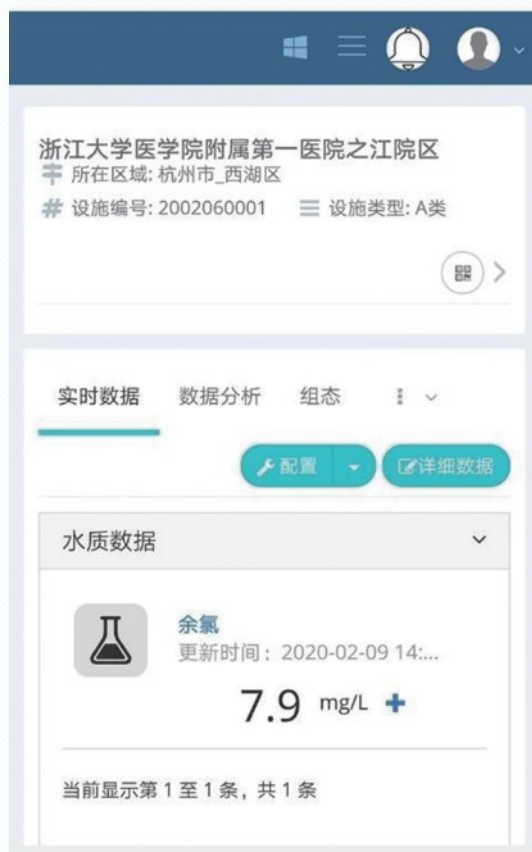 浙江大学医学院附属第一医院之江院区
所在区域: 杭州市_西湖区
# 设施编号: 2002060001 设施类型: A类
实时数据 数据分析 组态
配置 详细数据
水质数据
余氯
更新时间：2020-02-09 14:...
7.9 mg/L +
当前显示第 1 至 1 条，共 1 条